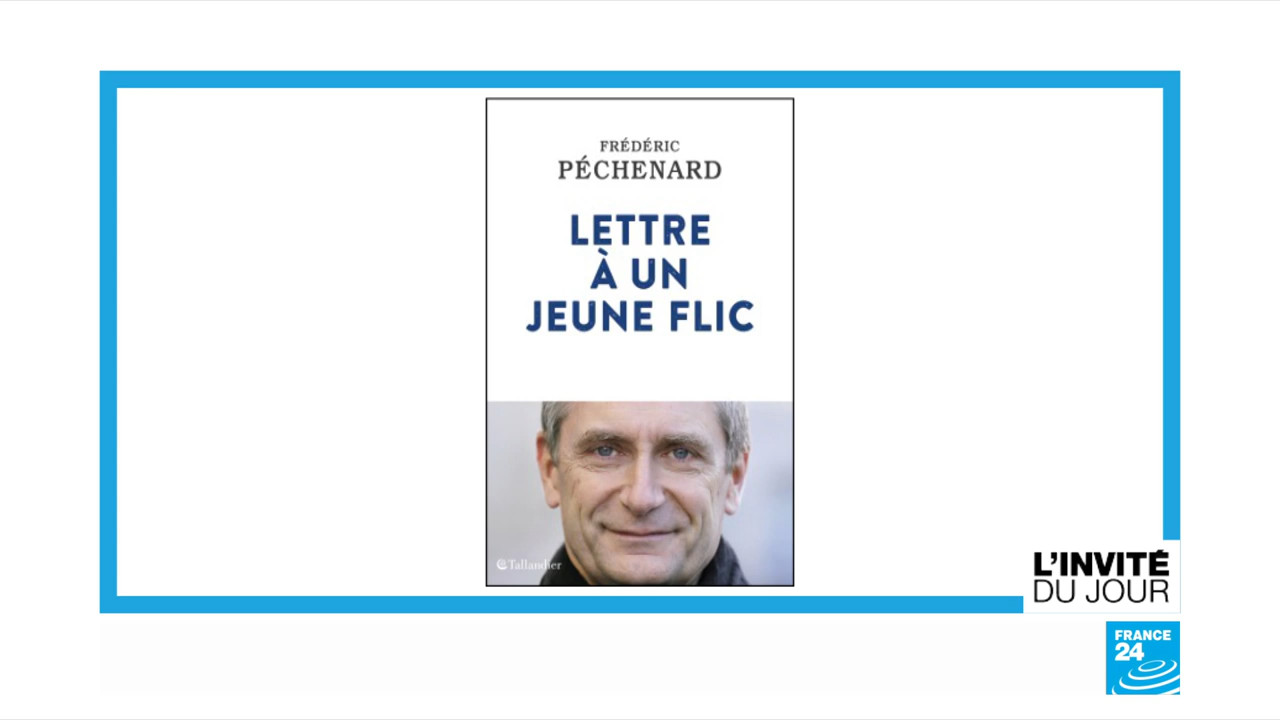 FRÉDÉRIC
PÉCHENARD
LETTRE
À UN
JEUNE FLIC
Tallandier
L'INVITÉ
DU JOUR
FRANCE
24